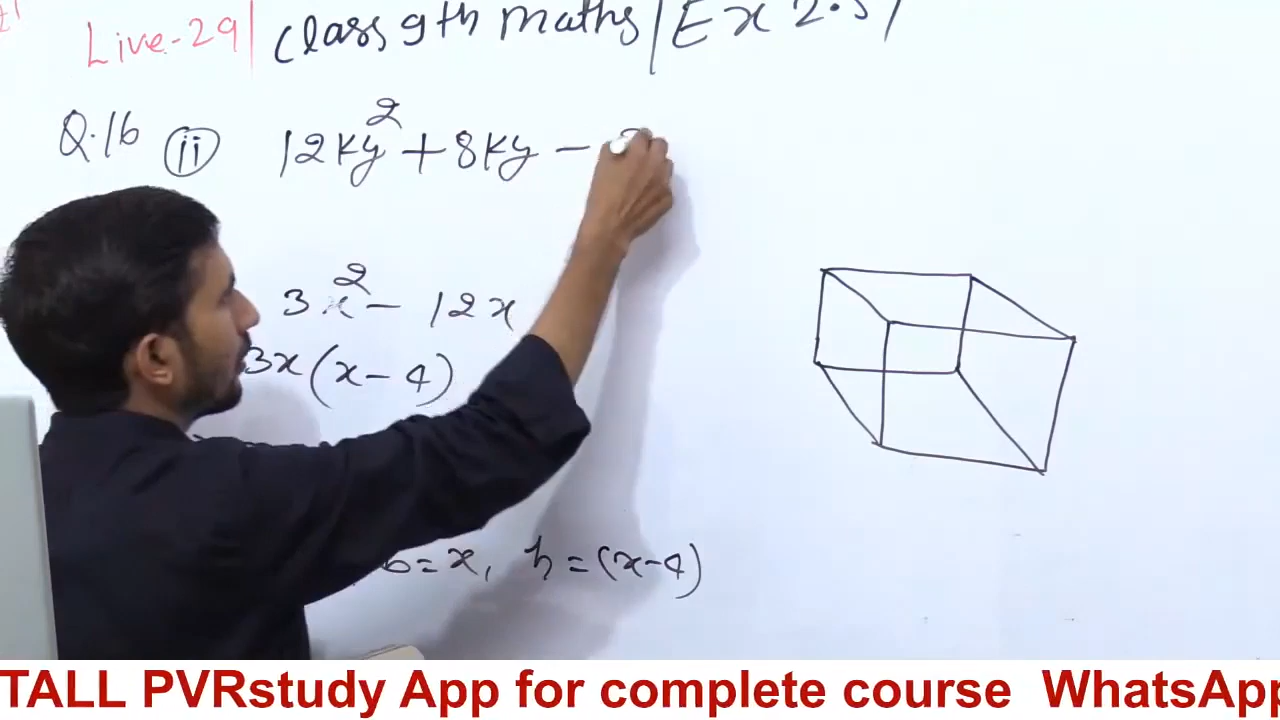 Live-29| Class 9th maths | Ex 2.5 /
Q.16 (ii) 12ky² + 8ky -
3x² - 12x
3x(x-4)
b = x, h = (x-4)
TALL PVRstudy App for complete course WhatsApp